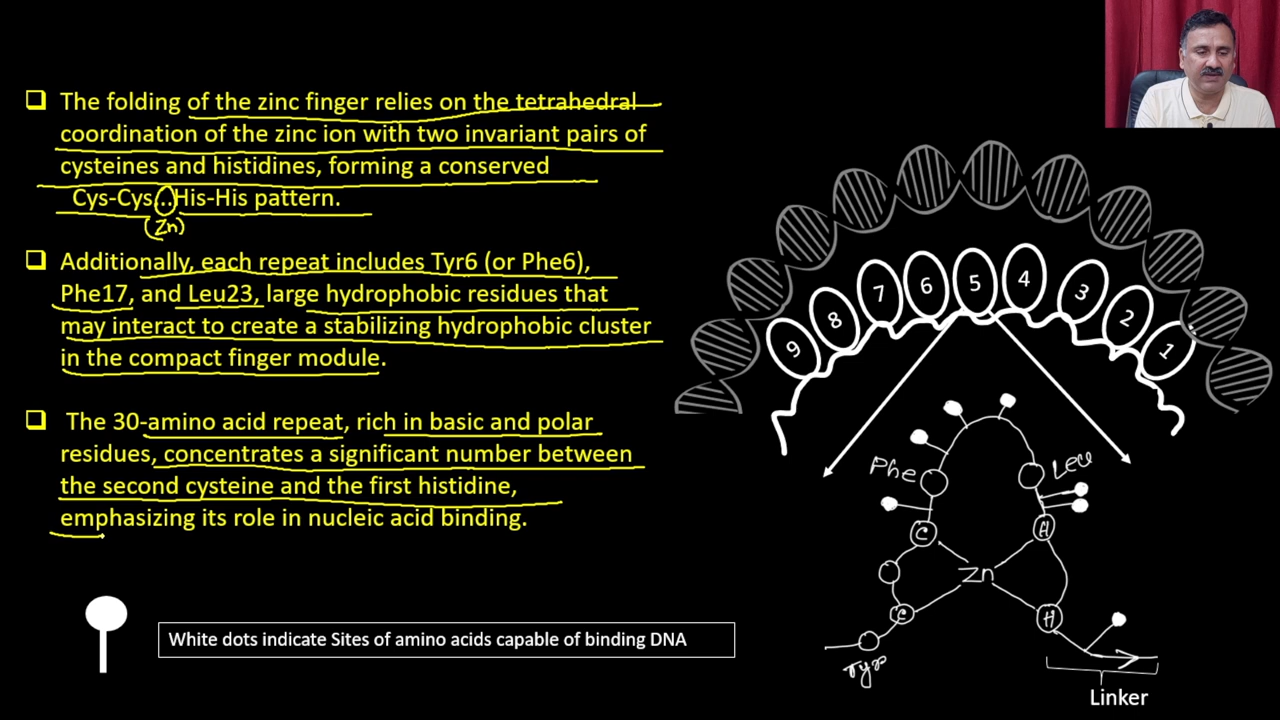 ❑ The folding of the zinc finger relies on the tetrahedral
coordination of the zinc ion with two invariant pairs of
cysteines and histidines, forming a conserved
Cys-Cys...His-His pattern.
(Zn)
❑ Additionally, each repeat includes Tyr6 (or Phe6),
Phe17, and Leu23, large hydrophobic residues that
may interact to create a stabilizing hydrophobic cluster
in the compact finger module.
❑ The 30-amino acid repeat, rich in basic and polar
residues, concentrates a significant number between
the second cysteine and the first histidine,
emphasizing its role in nucleic acid binding.
White dots indicate Sites of amino acids capable of binding DNA
9 8 7 6 5 4 3 2 1
Phe Leu
C H
Zn
C H
Tyr
Linker